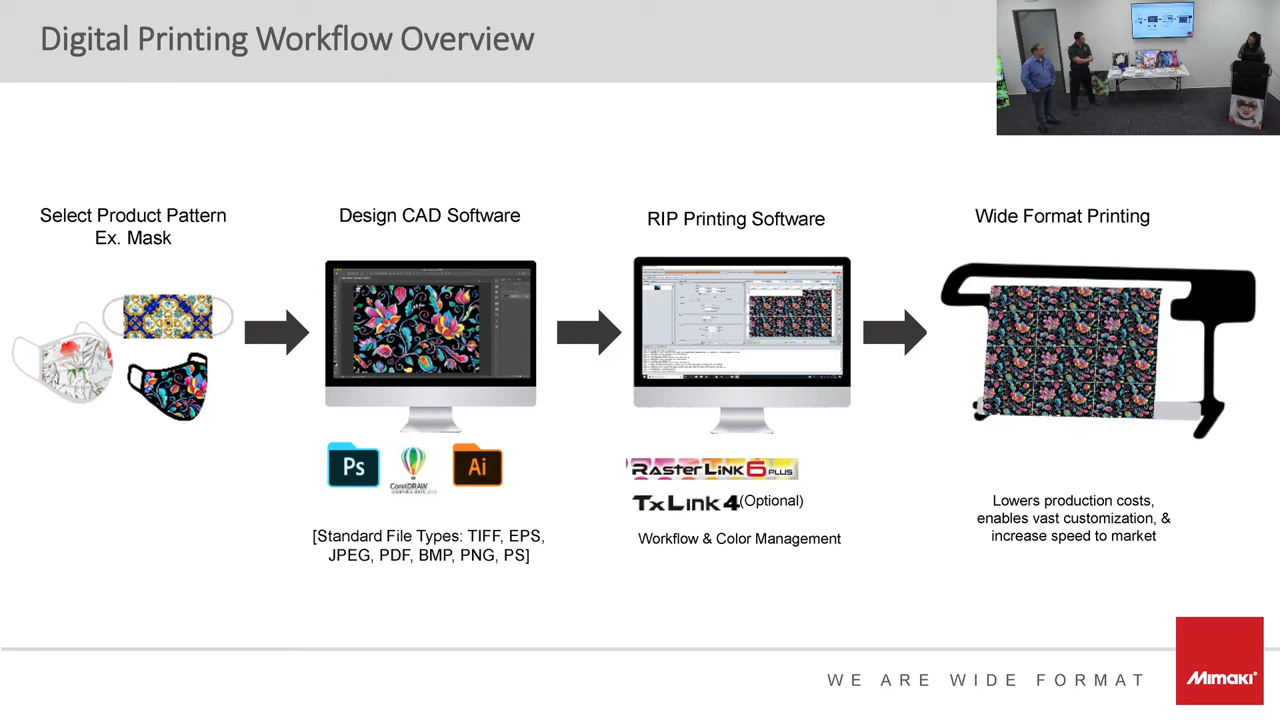 Digital Printing Workflow Overview
Select Product Pattern
Ex. Mask
Design CAD Software
RIP Printing Software
Wide Format Printing
Ps
CorelDRAW
Ai
RASTERLINK6 PLUS
TxLink4
(Optional)
[Standard File Types: TIFF, EPS,
JPEG, PDF, BMP, PNG, PS]
Workflow & Color Management
Lowers production costs,
enables vast customization, &
increase speed to market
WE ARE WIDE FORMAT
Mimaki